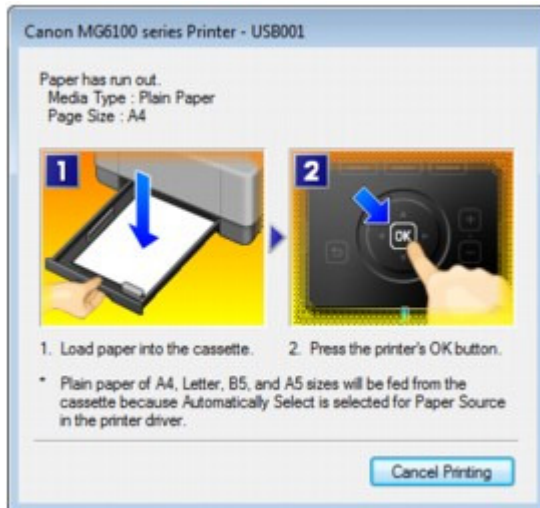 Canon MG6100 series Printer - USB001
Paper has run out.
Media Type : Plain Paper
Page Size : A4
1
2
OK
1. Load paper into the cassette.
2. Press the printer's OK button.
* Plain paper of A4, Letter, B5, and A5 sizes will be fed from the
cassette because Automatically Select is selected for Paper Source
in the printer driver.
Cancel Printing